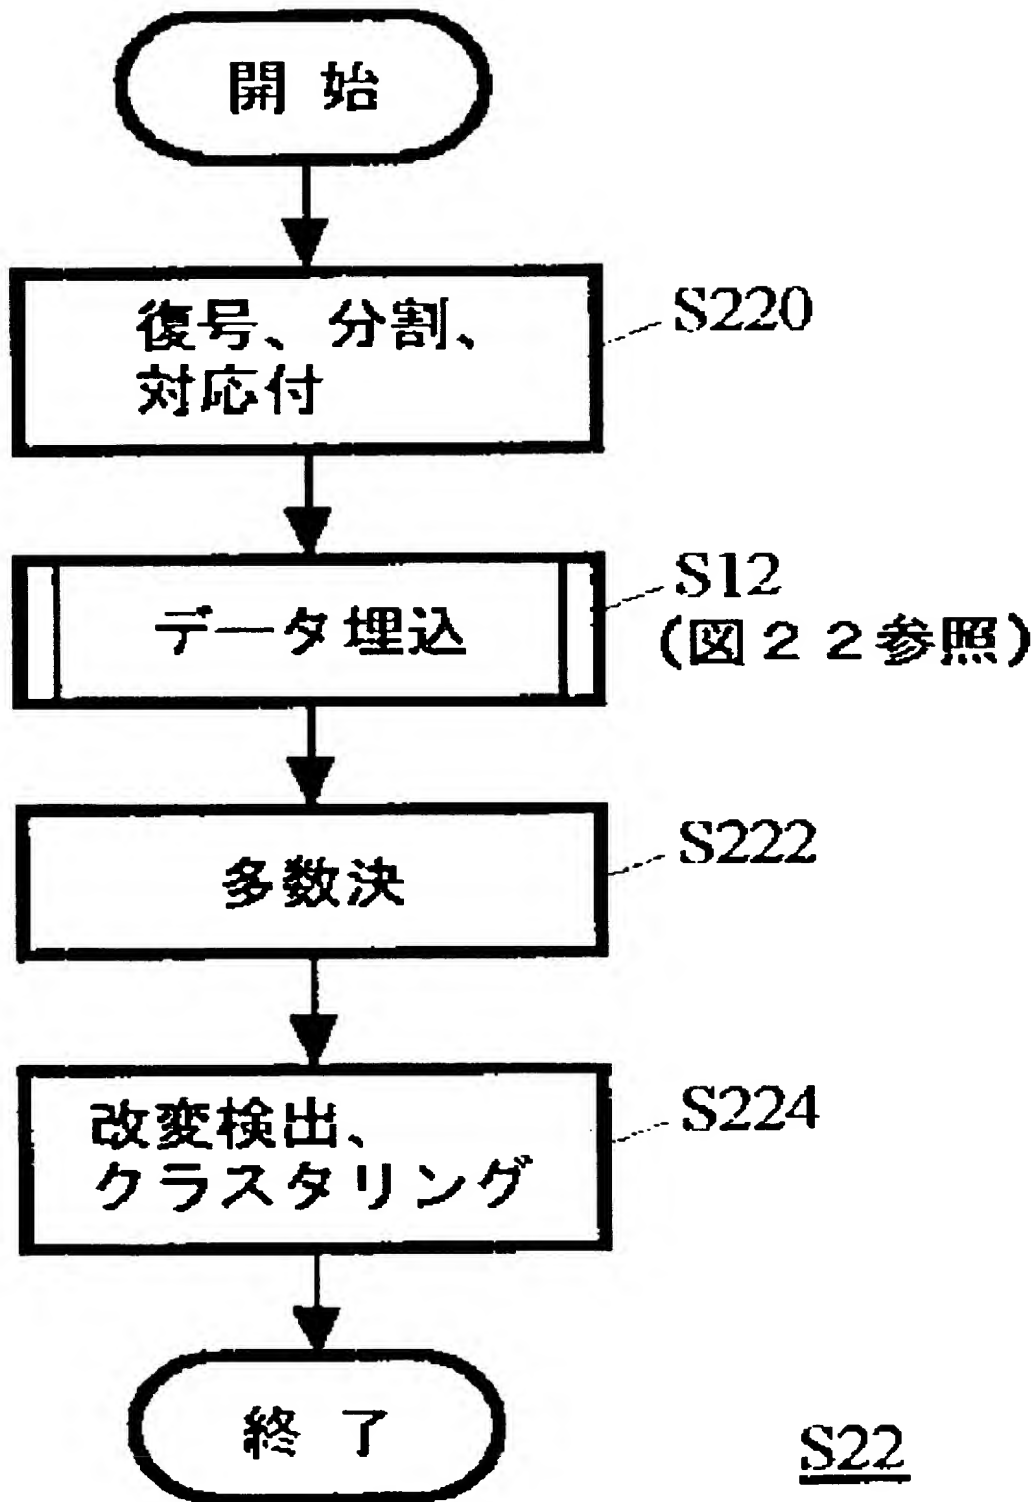 開 始
復号、分割、
対応付
S220
データ埋込
S12
(図２２参照)
多数決
S222
改変検出、
クラスタリング
S224
終 了
S22